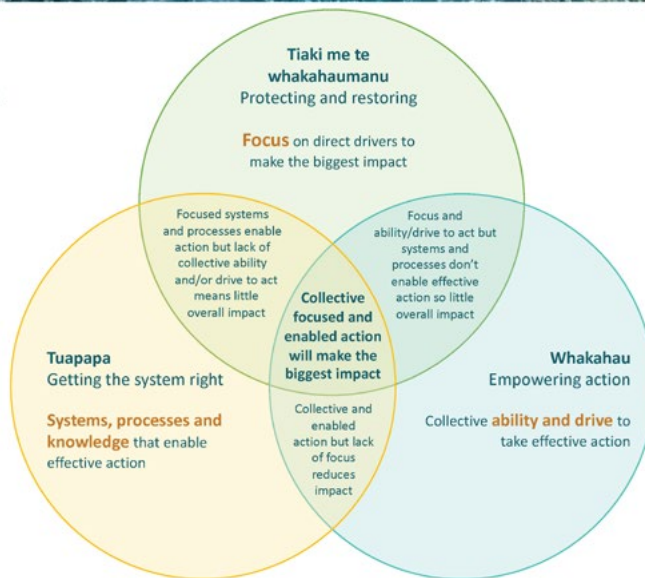 Tiaki me te
whakahaumanu
Protecting and restoring
Focus on direct drivers to
make the biggest impact
Focused systems
and processes enable
action but lack of
collective ability
and/or drive to act
means little
overall impact
Focus and
ability/drive to act but
systems and
processes don't
enable effective
action so little
overall impact
Collective
focused and
enabled action
will make the
biggest impact
Tuapapa
Getting the system right
Systems, processes and
knowledge that enable
effective action
Whakahau
Empowering action
Collective ability and drive to
take effective action
Collective and
enabled
action but lack
of focus
reduces
impact